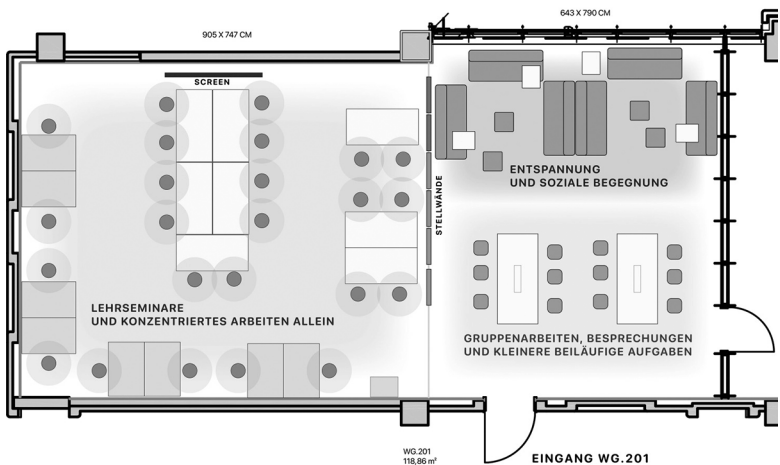 905 X 747 CM
643 X 790 CM
SCREEN
STELLWÄNDE
ENTSPANNUNG
UND SOZIALE BEGEGNUNG
LEHRSEMINARE
UND KONZENTRIERTES ARBEITEN ALLEIN
GRUPPENARBEITEN, BESPRECHUNGEN
UND KLEINERE BEILÄUFIGE AUFGABEN
WG.201
118,86 m²
EINGANG WG.201